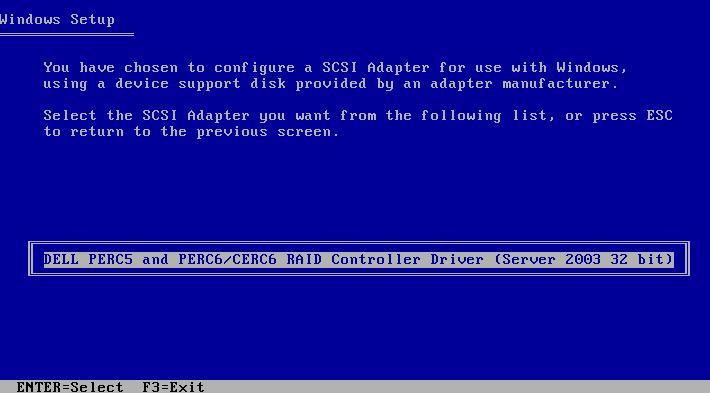 Windows Setup
You have chosen to configure a SCSI Adapter for use with Windows,
using a device support disk provided by an adapter manufacturer.
Select the SCSI Adapter you want from the following list, or press ESC
to return to the previous screen.
DELL PERC5 and PERC6/CERC6 RAID Controller Driver (Server 2003 32 bit)
ENTER=Select  F3=Exit